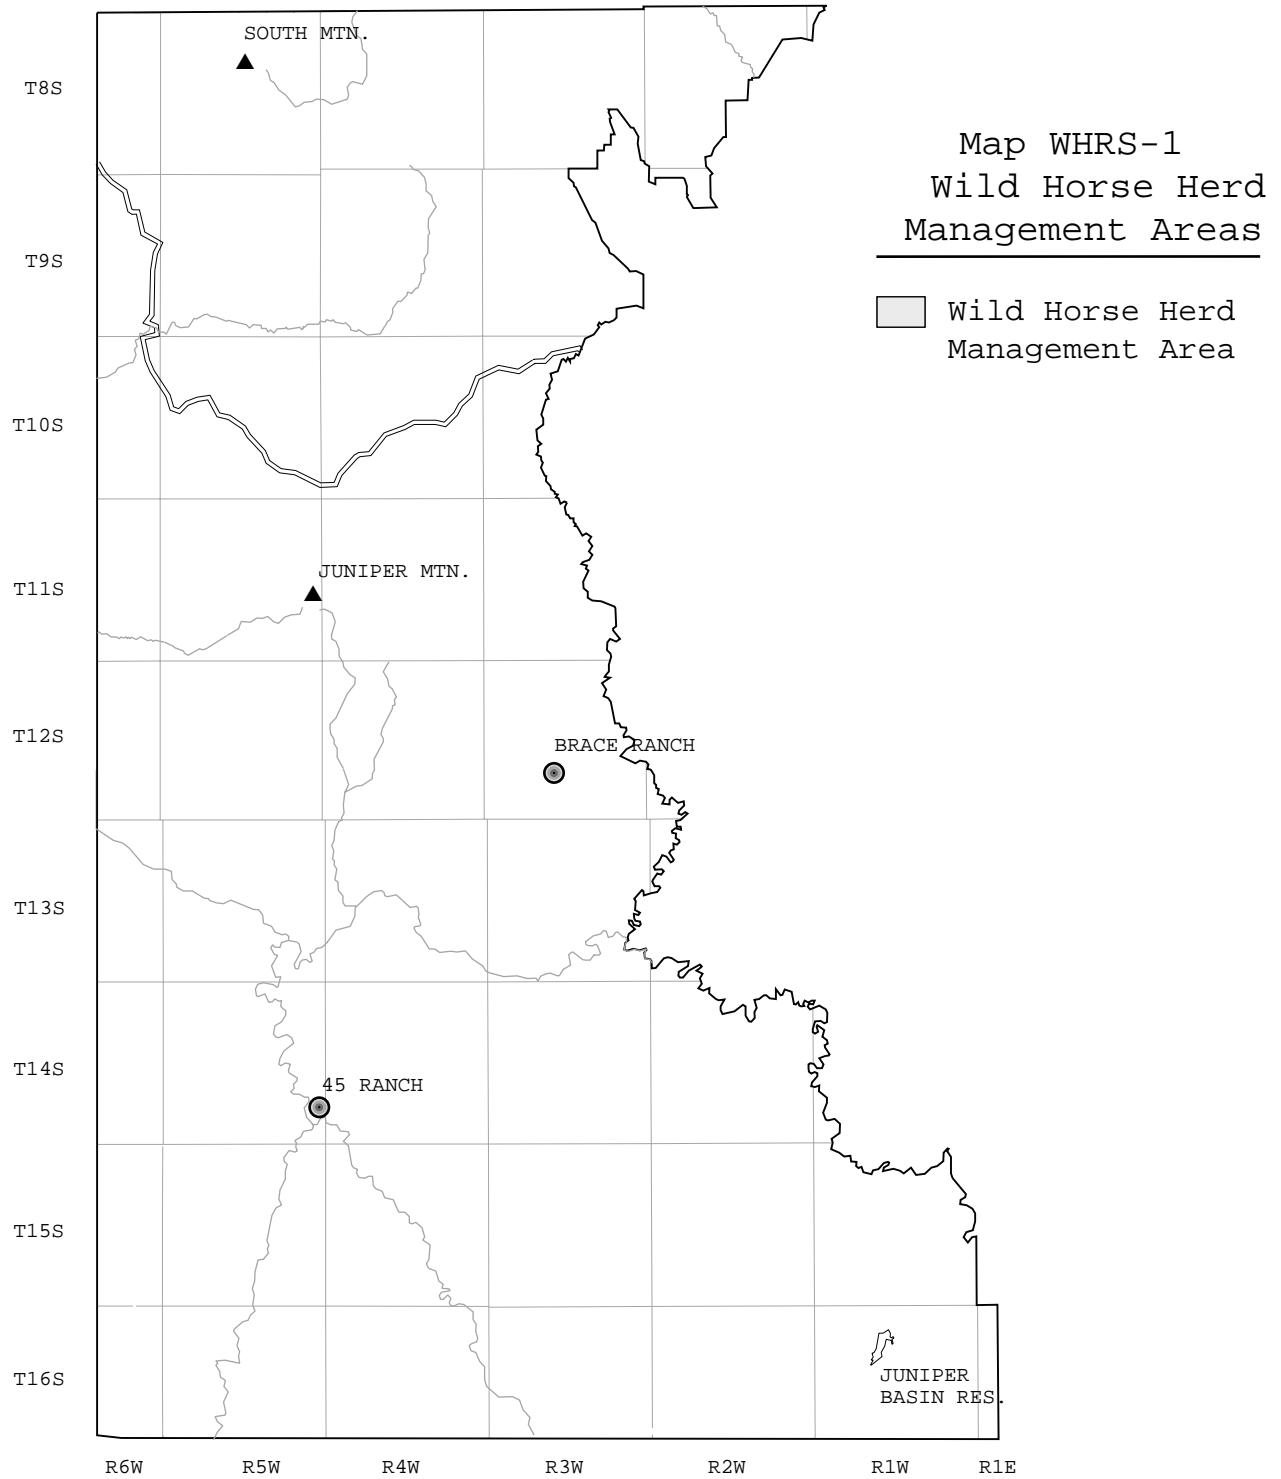 SOUTH MTN.
T8S
Map WHRS-1
Wild Horse Herd
Management Areas
T9S
Wild Horse Herd
Management Area
T10S
JUNIPER MTN.
T11S
T12S
BRACE RANCH
T13S
T14S
45 RANCH
T15S
T16S
JUNIPER
BASIN RES.
R6W
R5W
R4W
R3W
R2W
R1W
R1E